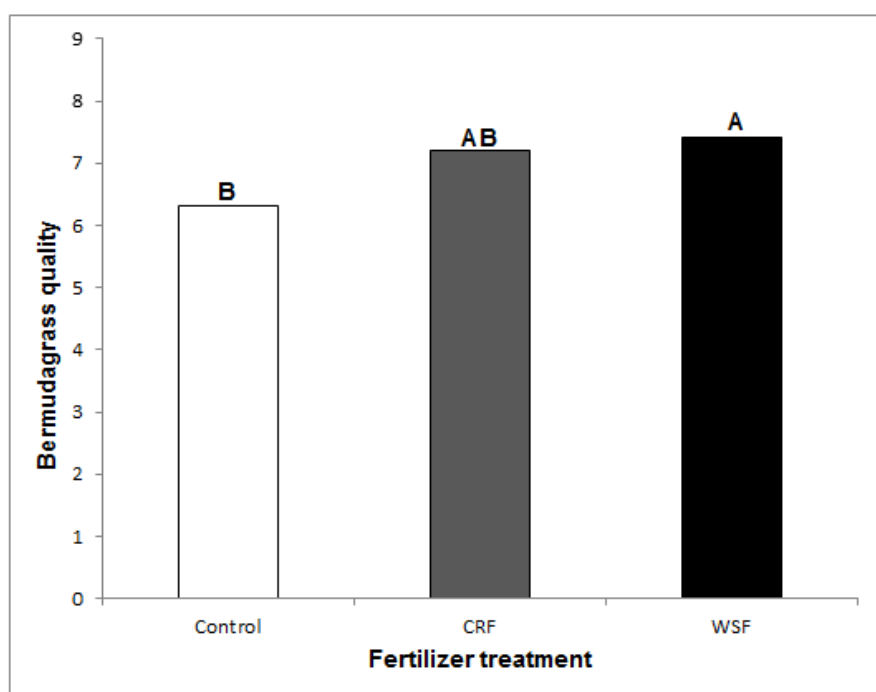 Bermudagrass quality
9
8
7
6
5
4
3
2
1
0
B
AB
A
Control
CRF
WSF
Fertilizer treatment